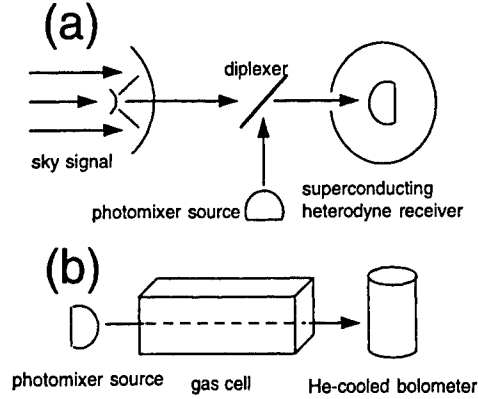 (a)
diplexer
sky signal
photomixer source
superconducting
heterodyne receiver
(b)
photomixer source
gas cell
He-cooled bolometer